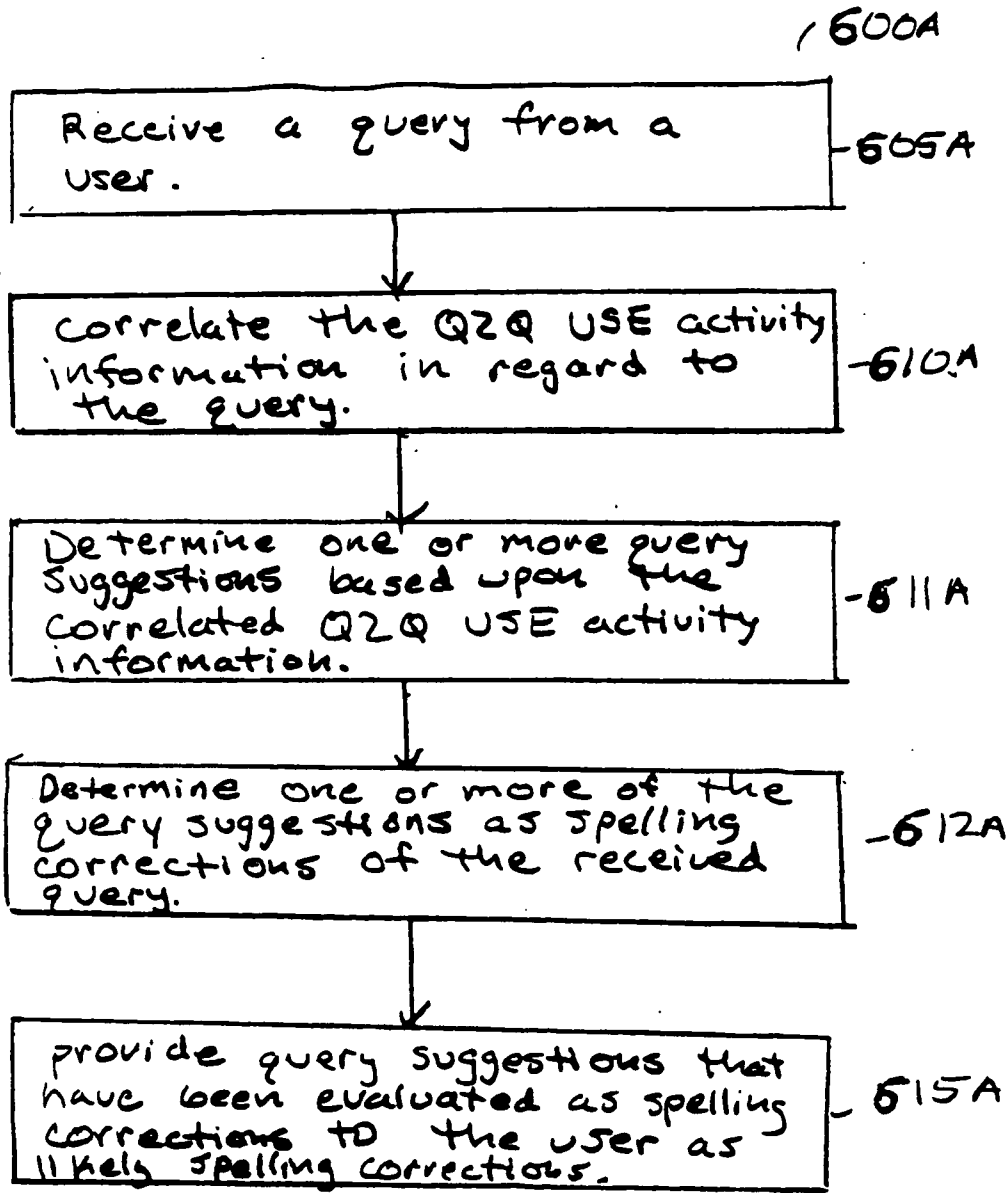 600A
Receive a query from a
user.
605A
correlate the Q2Q USE activity
information in regard to
the query.
610A
Determine one or more query
suggestions based upon the
correlated Q2Q USE activity
information.
611A
Determine one or more of the
query suggestions as spelling
corrections of the received
query.
612A
provide query suggestions that
have been evaluated as spelling
corrections to the user as
likely spelling corrections.
615A